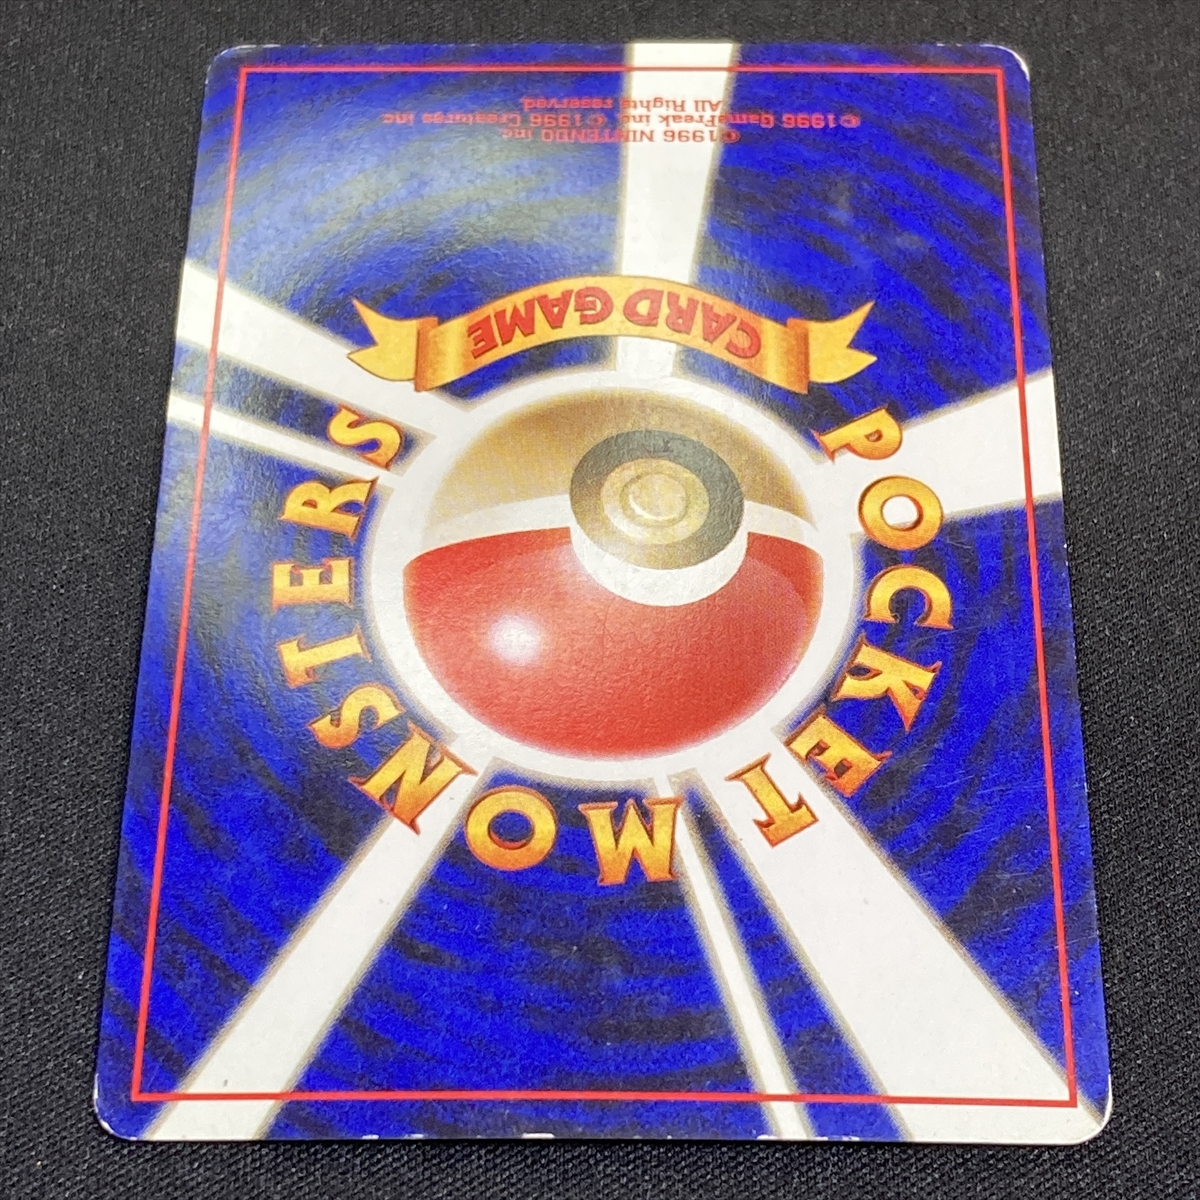 POCKET MONSTERS
CARD GAME
©1996 NINTENDO inc
©1996 GameFreak inc. ©1996 Creatures inc
All Rights reserved.